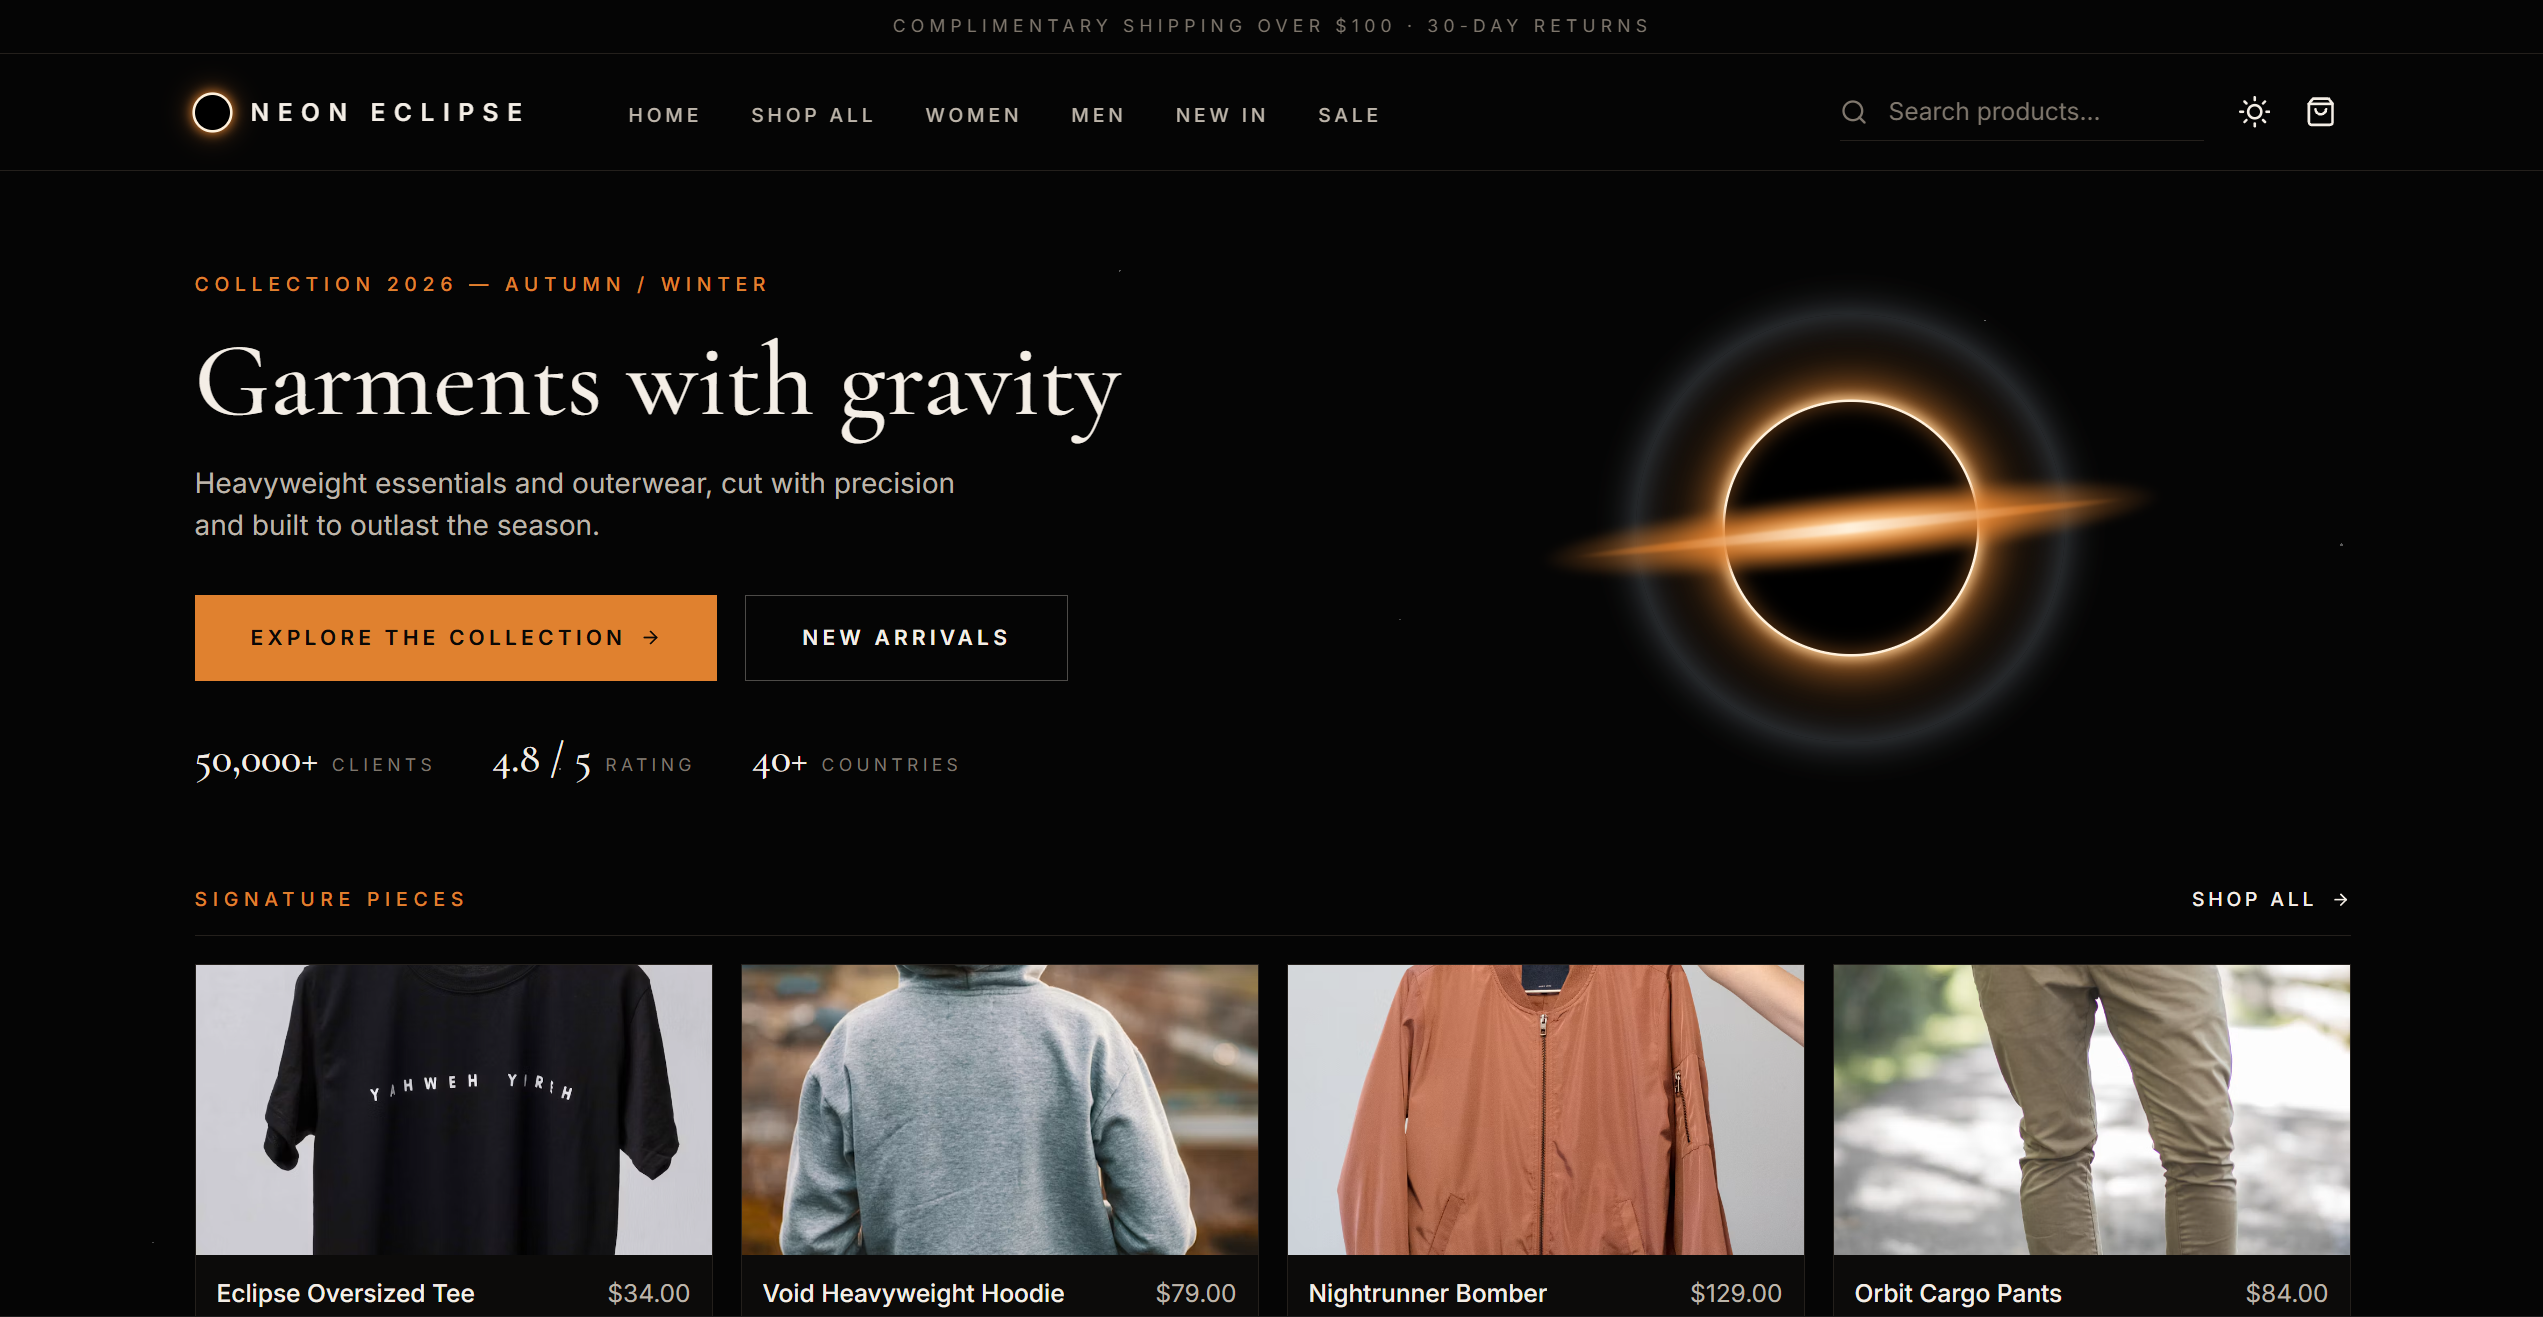 COMPLIMENTARY SHIPPING OVER $100 · 30-DAY RETURNS
NEON ECLIPSE
HOME SHOP ALL WOMEN MEN NEW IN SALE
Search products...
COLLECTION 2026 — AUTUMN / WINTER
Garments with gravity
Heavyweight essentials and outerwear, cut with precision
and built to outlast the season.
EXPLORE THE COLLECTION →
NEW ARRIVALS
50,000+ CLIENTS 4.8 / 5 RATING 40+ COUNTRIES
SIGNATURE PIECES
SHOP ALL →
YAHWEH YIREH
Eclipse Oversized Tee $34.00
Void Heavyweight Hoodie $79.00
Nightrunner Bomber $129.00
Orbit Cargo Pants $84.00